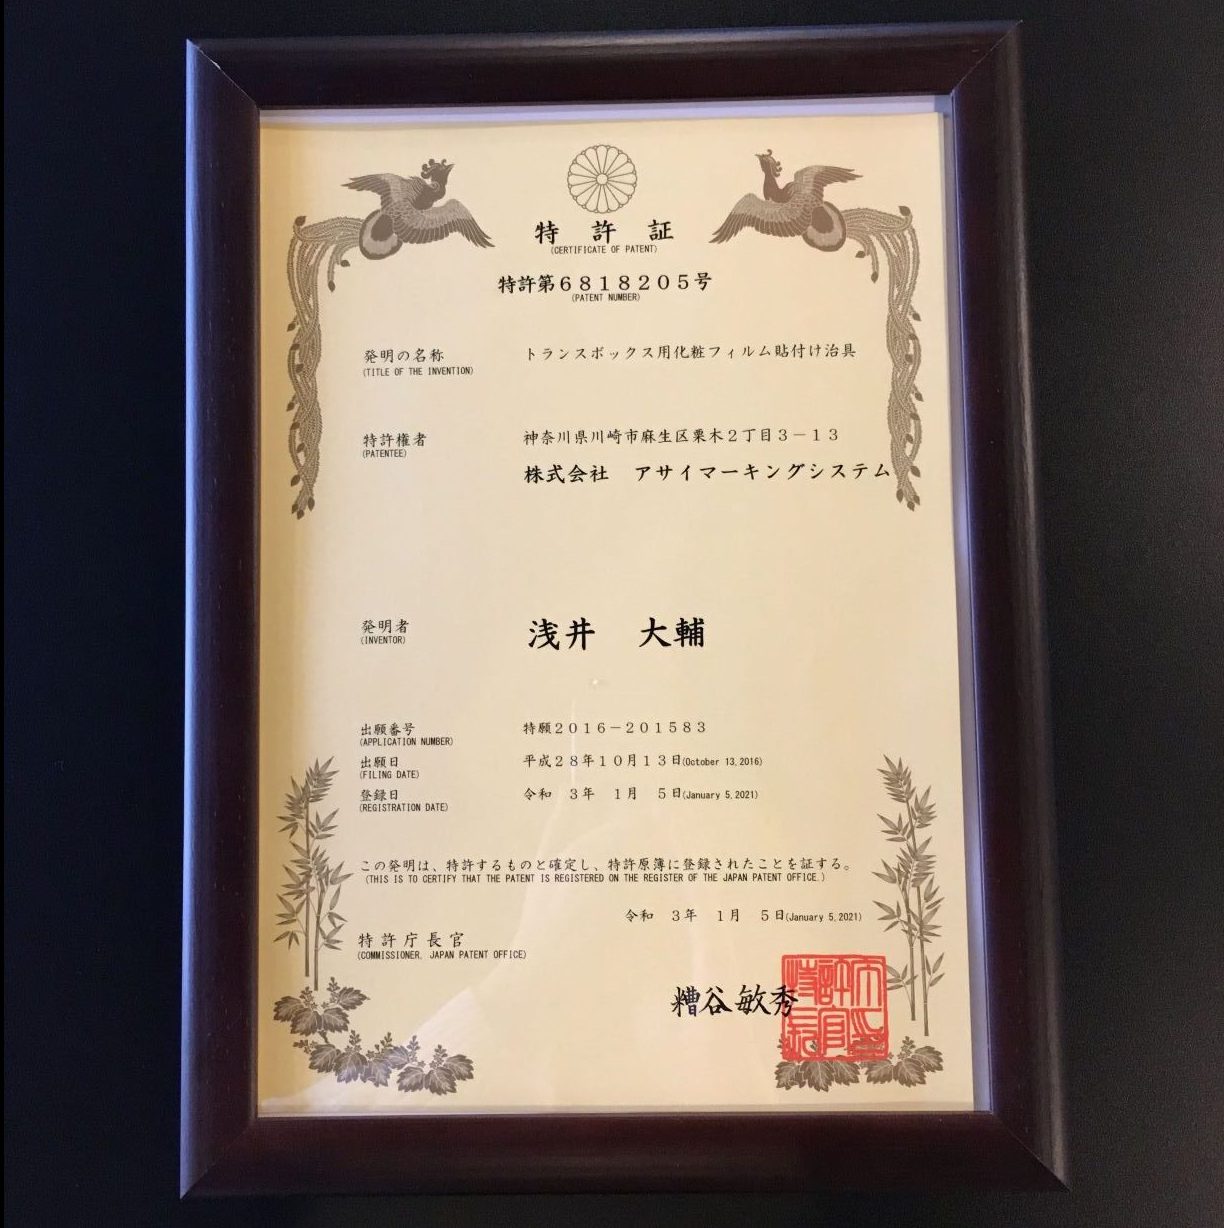 特許証
(CERTIFICATE OF PATENT)
特許第6818205号
(PATENT NUMBER)
発明の名称 トランスボックス用化粧フィルム貼付け治具
(TITLE OF THE INVENTION)
特許権者 神奈川県川崎市麻生区栗木2丁目3-13
(PATENTEE)
株式会社 アサイマーキングシステム
発明者 浅井 大輔
(INVENTOR)
出願番号 特願2016-201583
(APPLICATION NUMBER)
出願日 平成28年10月13日(October 13,2016)
(FILING DATE)
登録日 令和 3年 1月 5日(January 5,2021)
(REGISTRATION DATE)
この発明は、特許するものと確定し、特許原簿に登録されたことを証する。
(THIS IS TO CERTIFY THAT THE PATENT IS REGISTERED ON THE REGISTER OF THE JAPAN PATENT OFFICE.)
令和 3年 1月 5日(January 5,2021)
特許庁長官
(COMMISSIONER, JAPAN PATENT OFFICE)
糟谷敏秀